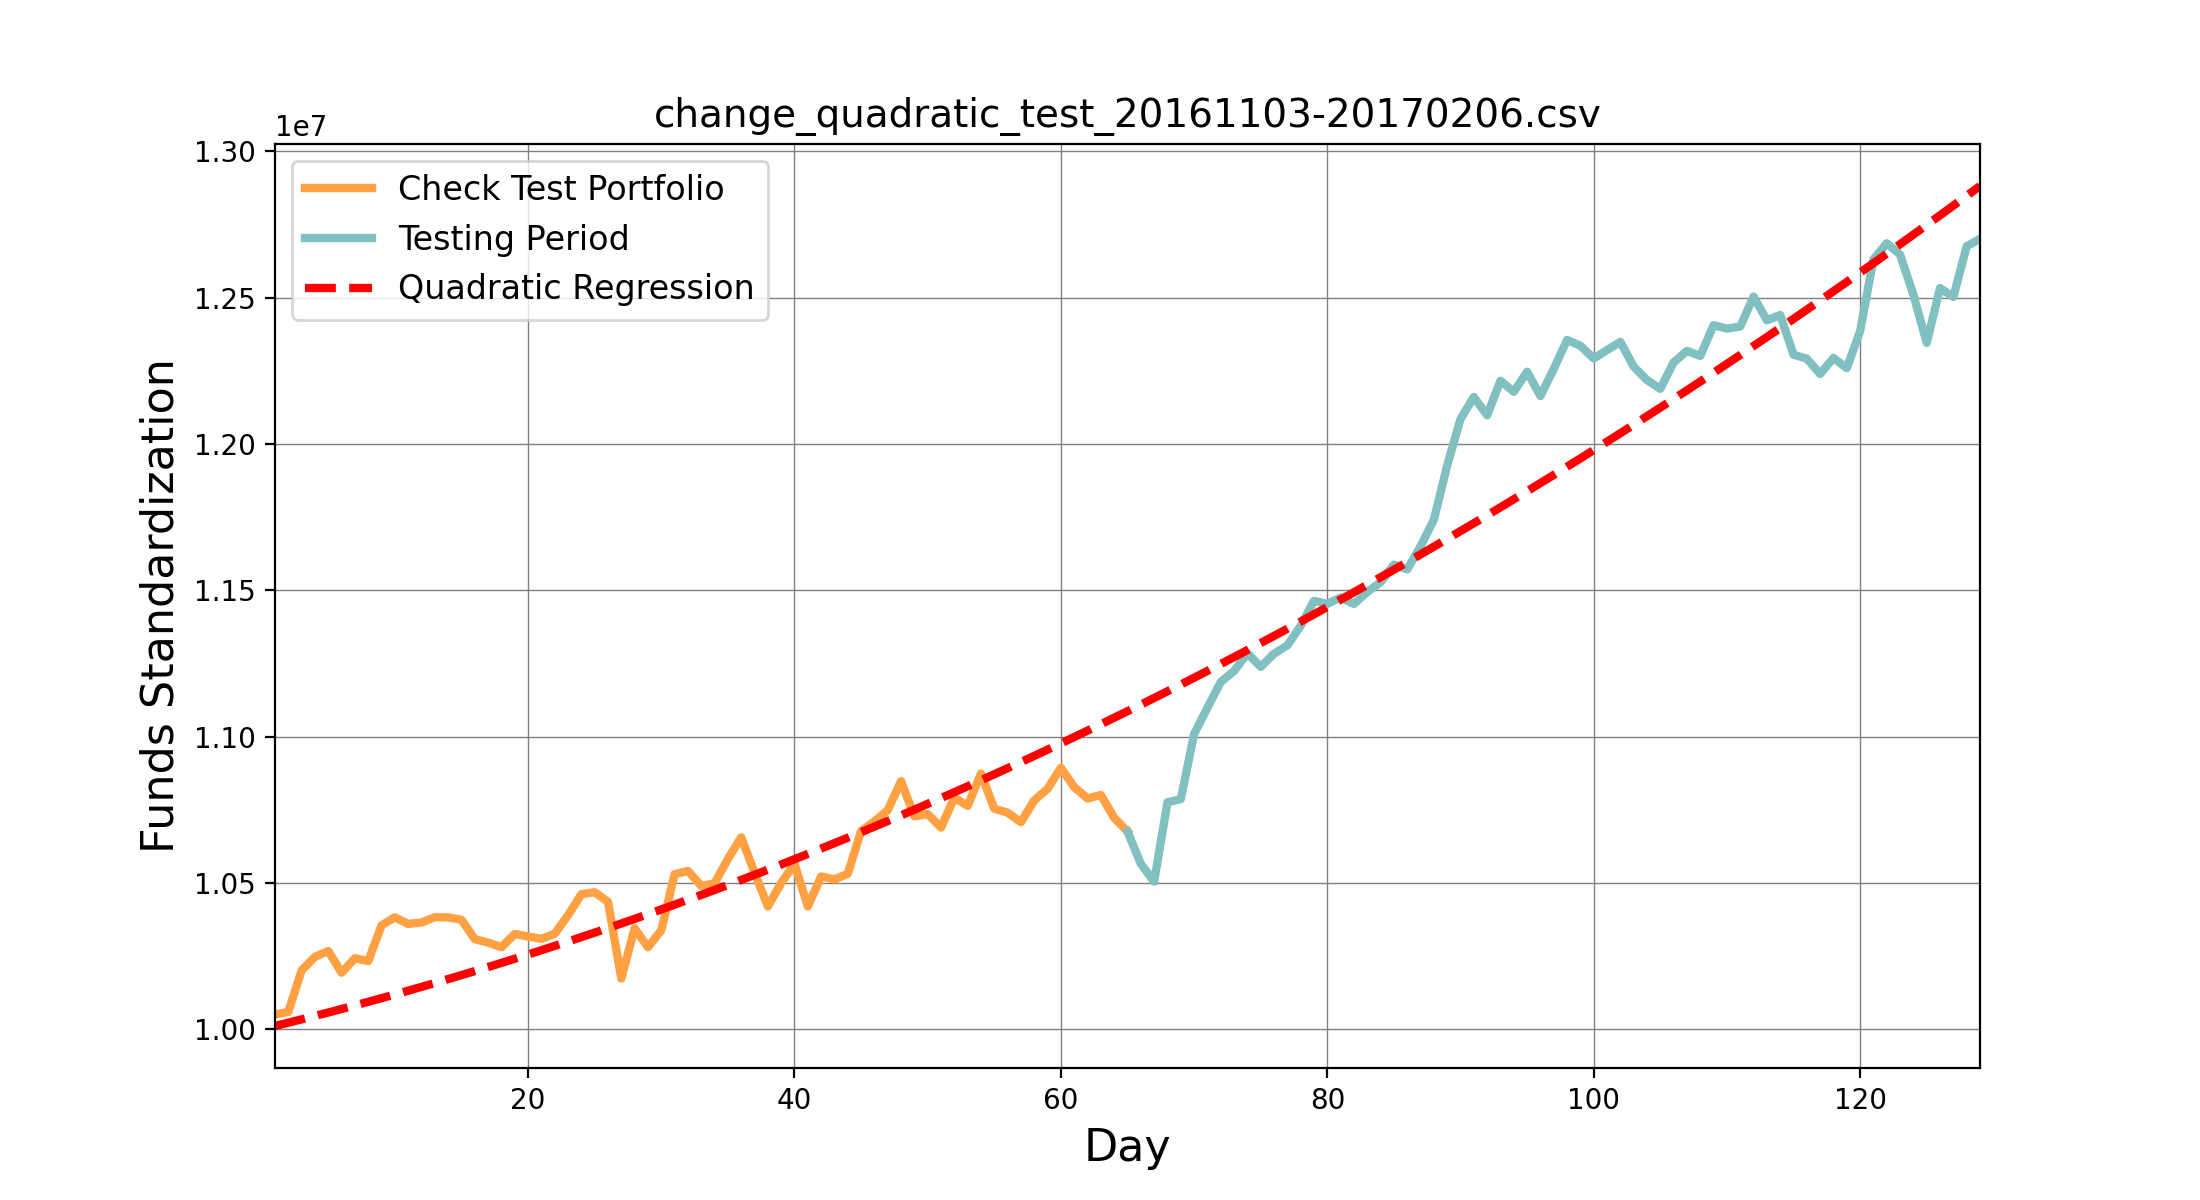 change_quadratic_test_20161103-20170206.csv
1e7
1.30
1.25
1.20
1.15
1.10
1.05
1.00
Funds Standardization
Check Test Portfolio
Testing Period
Quadratic Regression
20 40 60 80 100 120
Day